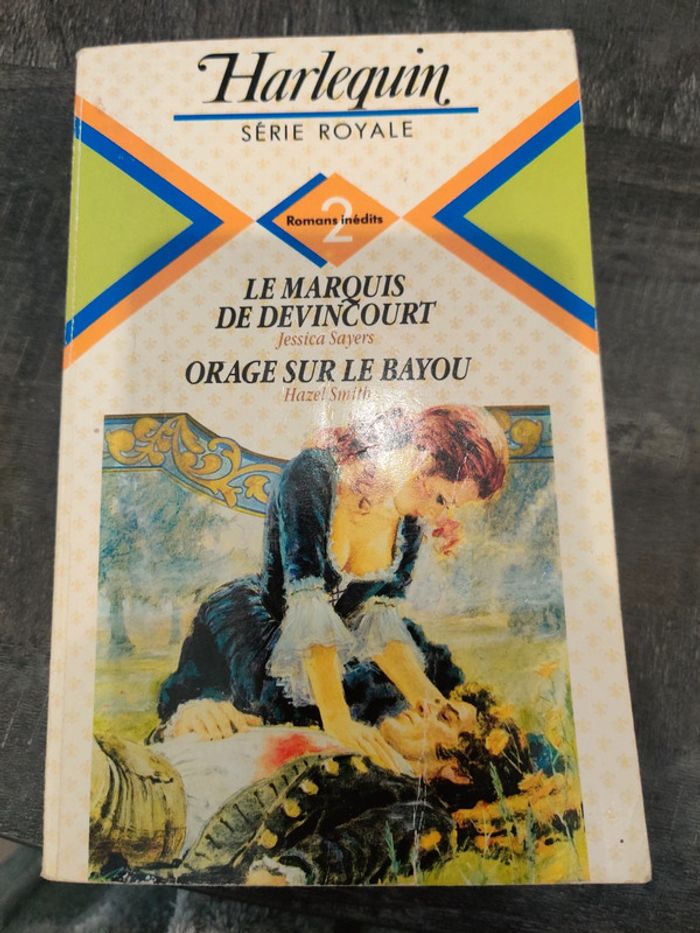 Harlequin
SÉRIE ROYALE
2
Romans inédits
LE MARQUIS
DE DEVINCOURT
Jessica Sayers
ORAGE SUR LE BAYOU
Hazel Smith